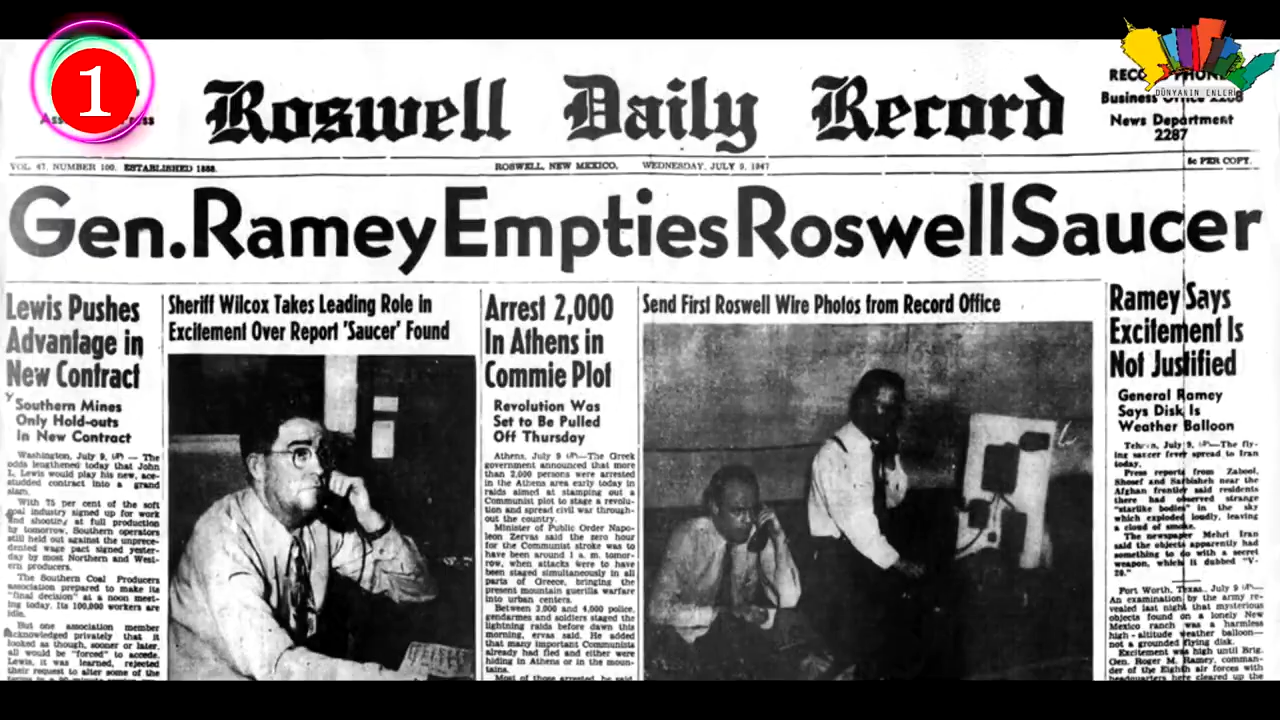 1
Roswell Daily Record
DÜNYANIN ENLERİ
Business Office 2288
News Department
2287
VOL. 47, NUMBER 100. ESTABLISHED 1888.
ROSWELL, NEW MEXICO, WEDNESDAY, JULY 9, 1947
5c PER COPY.
Gen. Ramey Empties Roswell Saucer
Lewis Pushes
Advantage in
New Contract
Southern Mines
Only Hold-outs
In New Contract
Washington, July 9, (AP) — The
odds lengthened today that John
L. Lewis would play his new, ace-
studded contract into a grand
slam.
With 75 per cent of the soft
coal industry signed up for work
and shooting at full production
by tomorrow, Southern operators
still held out against the unprece-
dented wage pact signed yester-
day by most Northern and West-
ern producers.
The Southern Coal Producers
association prepared to make its
"final decision" at a noon meet-
ing today. Its 100,000 workers are
idle.
But one association member
acknowledged privately that it
looked as though, sooner or later,
all would be "forced" to accede.
Lewis, it was learned, rejected
their request to alter some of the
Sheriff Wilcox Takes Leading Role in
Excitement Over Report 'Saucer' Found
Arrest 2,000
In Athens in
Commie Plot
Revolution Was
Set to Be Pulled
Off Thursday
Athens, July 9 (AP)—The Greek
government announced that more
than 2,000 persons were arrested
in the Athens area early today in
raids aimed at stamping out a
Communist plot to stage a revolu-
tion and spread civil war through-
out the country.
Minister of Public Order Napo-
leon Zervas said the zero hour
for the Communist stroke was to
have been around 1 a. m. tomor-
row, when attacks were to have
been staged simultaneously in all
parts of Greece, bringing the
present mountain guerilla warfare
into urban centers.
Between 3,000 and 4,000 police,
gendarmes and soldiers staged the
lightning raids before dawn this
morning, ervas said. He added
that many important Communists
already had fled and either were
hiding in Athens or in the moun-
tains.
Most of those arrested, he said
Send First Roswell Wire Photos from Record Office
Ramey Says
Excitement Is
Not Justified
General Ramey
Says Disk Is
Weather Balloon
Tehran, July 9, (AP)—The fly-
ing saucer fever spread to Iran
today.
Press reports from Zabool,
Shosef and Sarbisheh near the
Afghan frontier said residents
there had observed strange
"starlike bodies" in the sky
which exploded loudly, leaving
a cloud of smoke.
The newspaper Mehri Iran
said the objects apparently had
something to do with a secret
weapon, which is dubbed "V-
20."
Fort Worth, Texas, July 9 (AP)—
An examination by the army re-
vealed last night that mysterious
objects found on a lonely New
Mexico ranch was a harmless
high-altitude weather balloon—
not a grounded flying disk.
Excitement was high until Brig.
Gen. Roger M. Ramey, comman-
der of the Eighth air forces with
headquarters here cleared up the